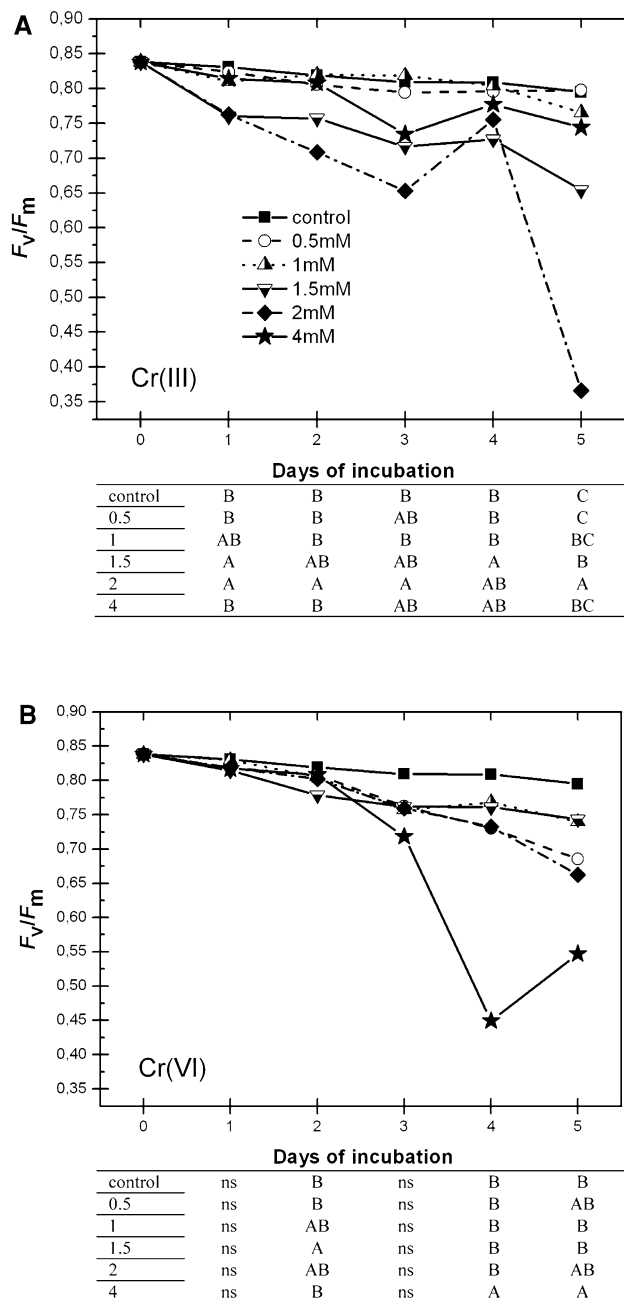 A
0,90
0,85
0,80
0,75
0,70
0,65
0,60
0,55
0,50
0,45
0,40
0,35
Fv/Fm
control
0.5mM
1mM
1.5mM
2mM
4mM
Cr(III)
0 1 2 3 4 5
Days of incubation
control B B B B C
0.5 B B AB B C
1 AB B B B BC
1.5 A AB AB A B
2 A A A AB A
4 B B AB AB BC
B
0.90
0.85
0.80
0.75
0.70
0.65
0.60
0.55
0.50
0.45
0.40
0.35
Fv/Fm
Cr(VI)
0 1 2 3 4 5
Days of incubation
control ns B ns B B
0.5 ns B ns B AB
1 ns AB ns B B
1.5 ns A ns B B
2 ns AB ns B AB
4 ns B ns A A